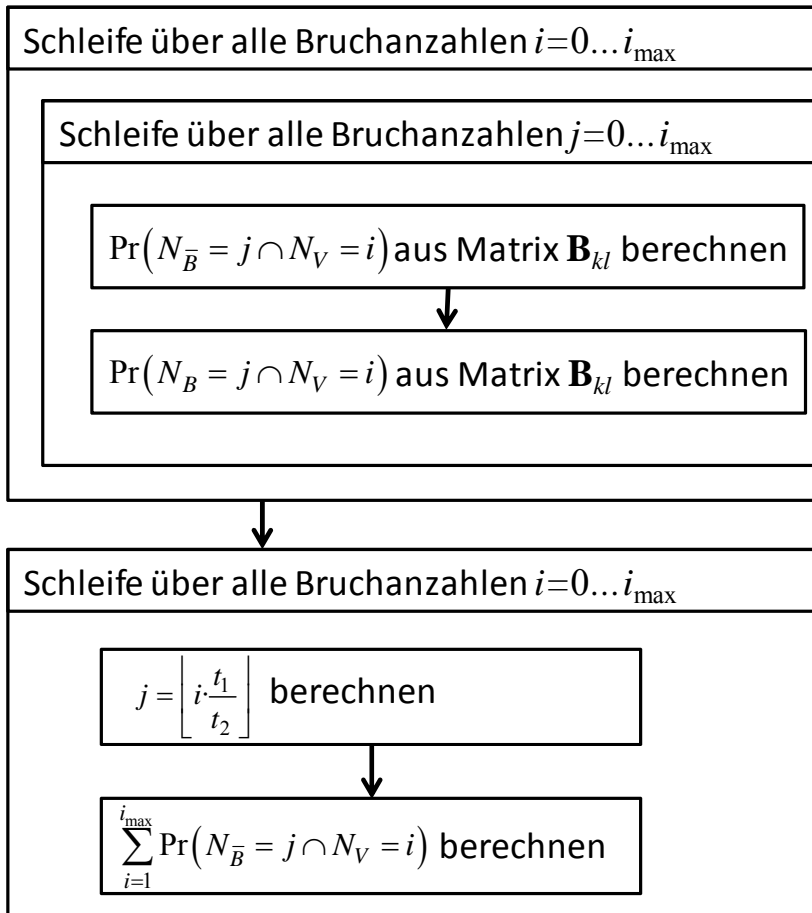 Schleife über alle Bruchanzahlen i=0...i_max
Schleife über alle Bruchanzahlen j=0...i_max
Pr(N_B̅ = j ∩ N_V = i) aus Matrix 𝐁_kl berechnen
Pr(N_B = j ∩ N_V = i) aus Matrix 𝐁_kl berechnen
Schleife über alle Bruchanzahlen i=0...i_max
j = ⌊i·t₁/t₂⌋ berechnen
∑_{i=1}^{i_max} Pr(N_B̅ = j ∩ N_V = i) berechnen